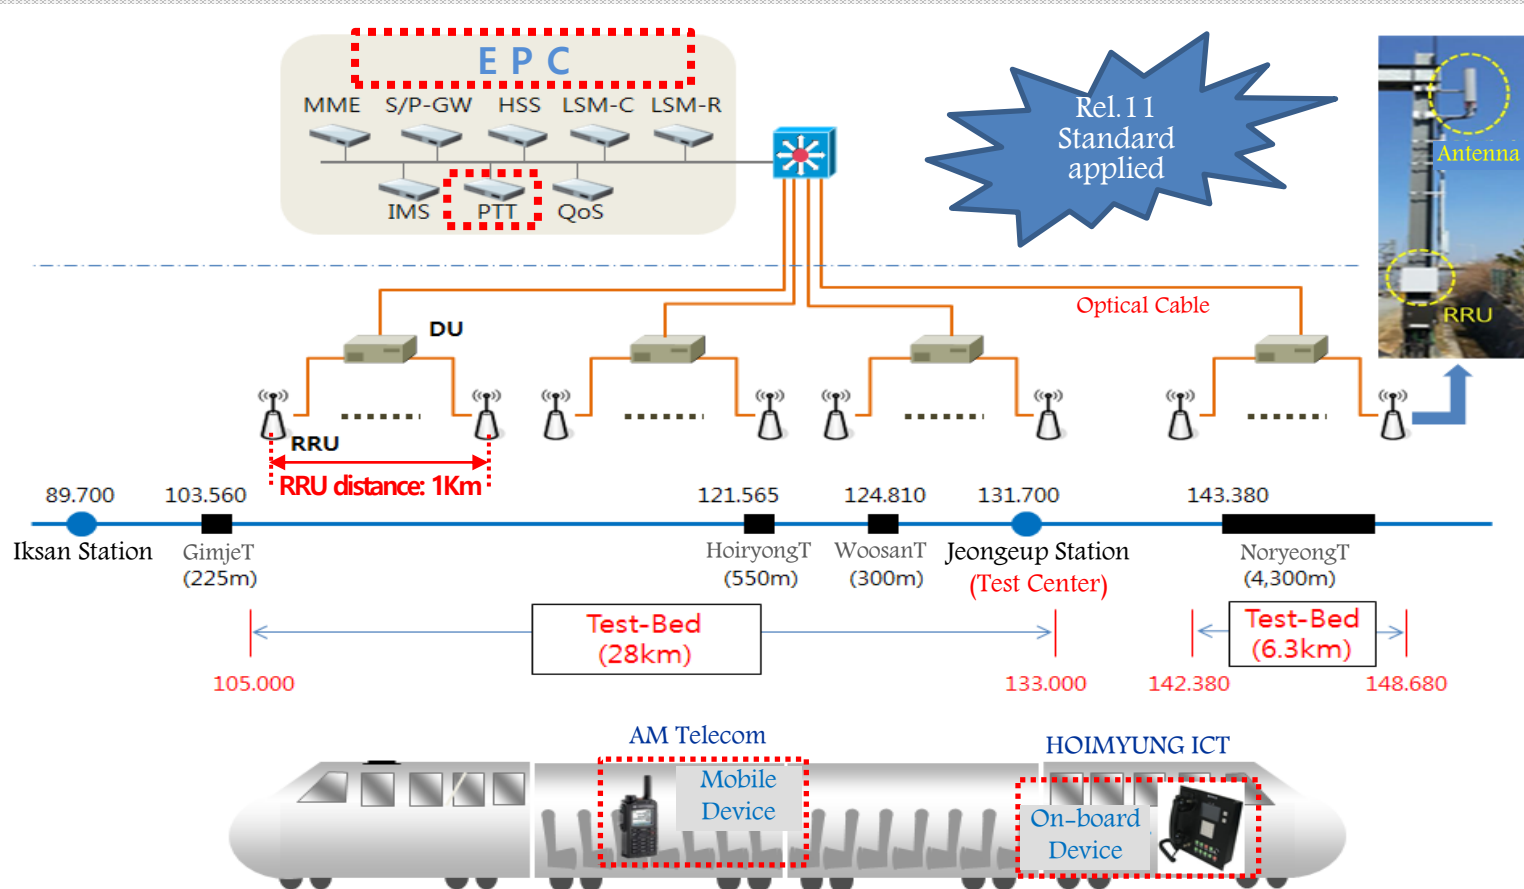 E P C
MME S/P-GW HSS LSM-C LSM-R
IMS PTT QoS
Rel.11
Standard
applied
Antenna
RRU
Optical Cable
DU
RRU
RRU distance: 1Km
89.700 103.560 121.565 124.810 131.700 143.380
Iksan Station GimjeT HoiryongT WoosanT Jeongeup Station NoryeongT
(225m) (550m) (300m) (Test Center) (4,300m)
Test-Bed
(28km)
Test-Bed
(6.3km)
105.000 133.000 142.380 148.680
AM Telecom
HOIMYUNG ICT
Mobile
Device
On-board
Device